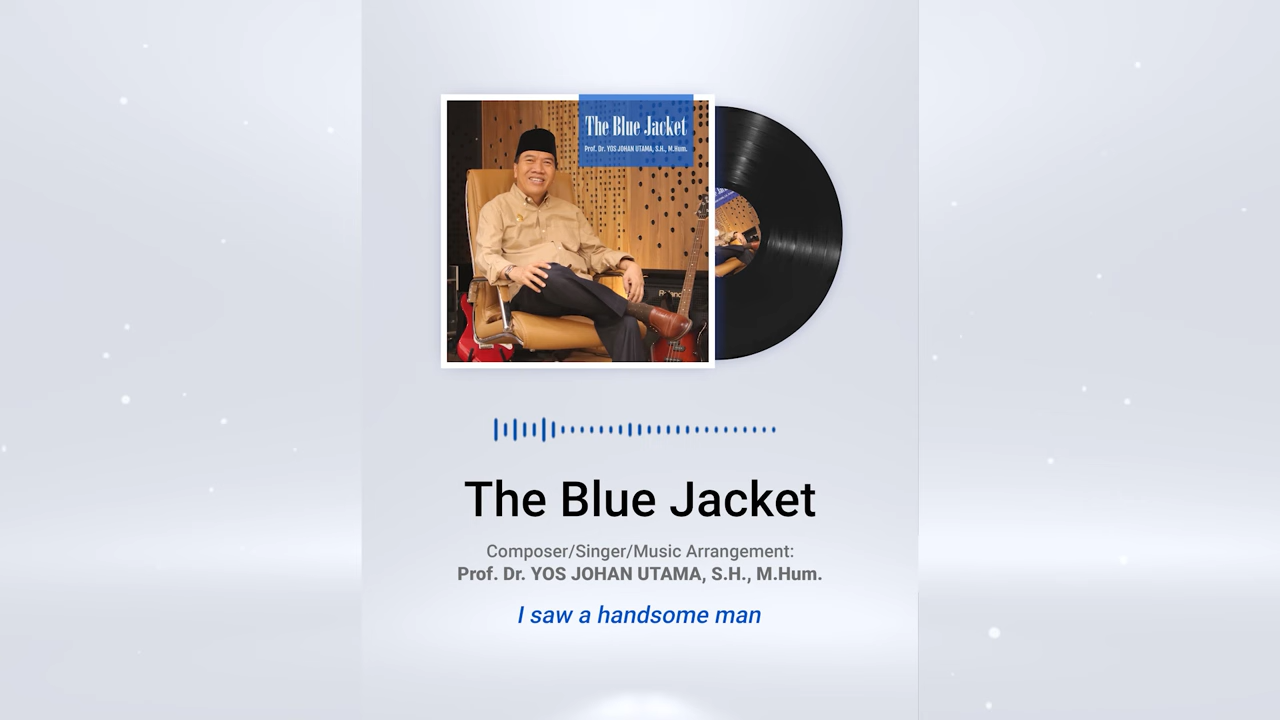 The Blue Jacket
Prof. Dr. YOS JOHAN UTAMA, S.H., M.Hum.
Roland
The Blue Jacket
Composer/Singer/Music Arrangement:
Prof. Dr. YOS JOHAN UTAMA, S.H., M.Hum.
I saw a handsome man